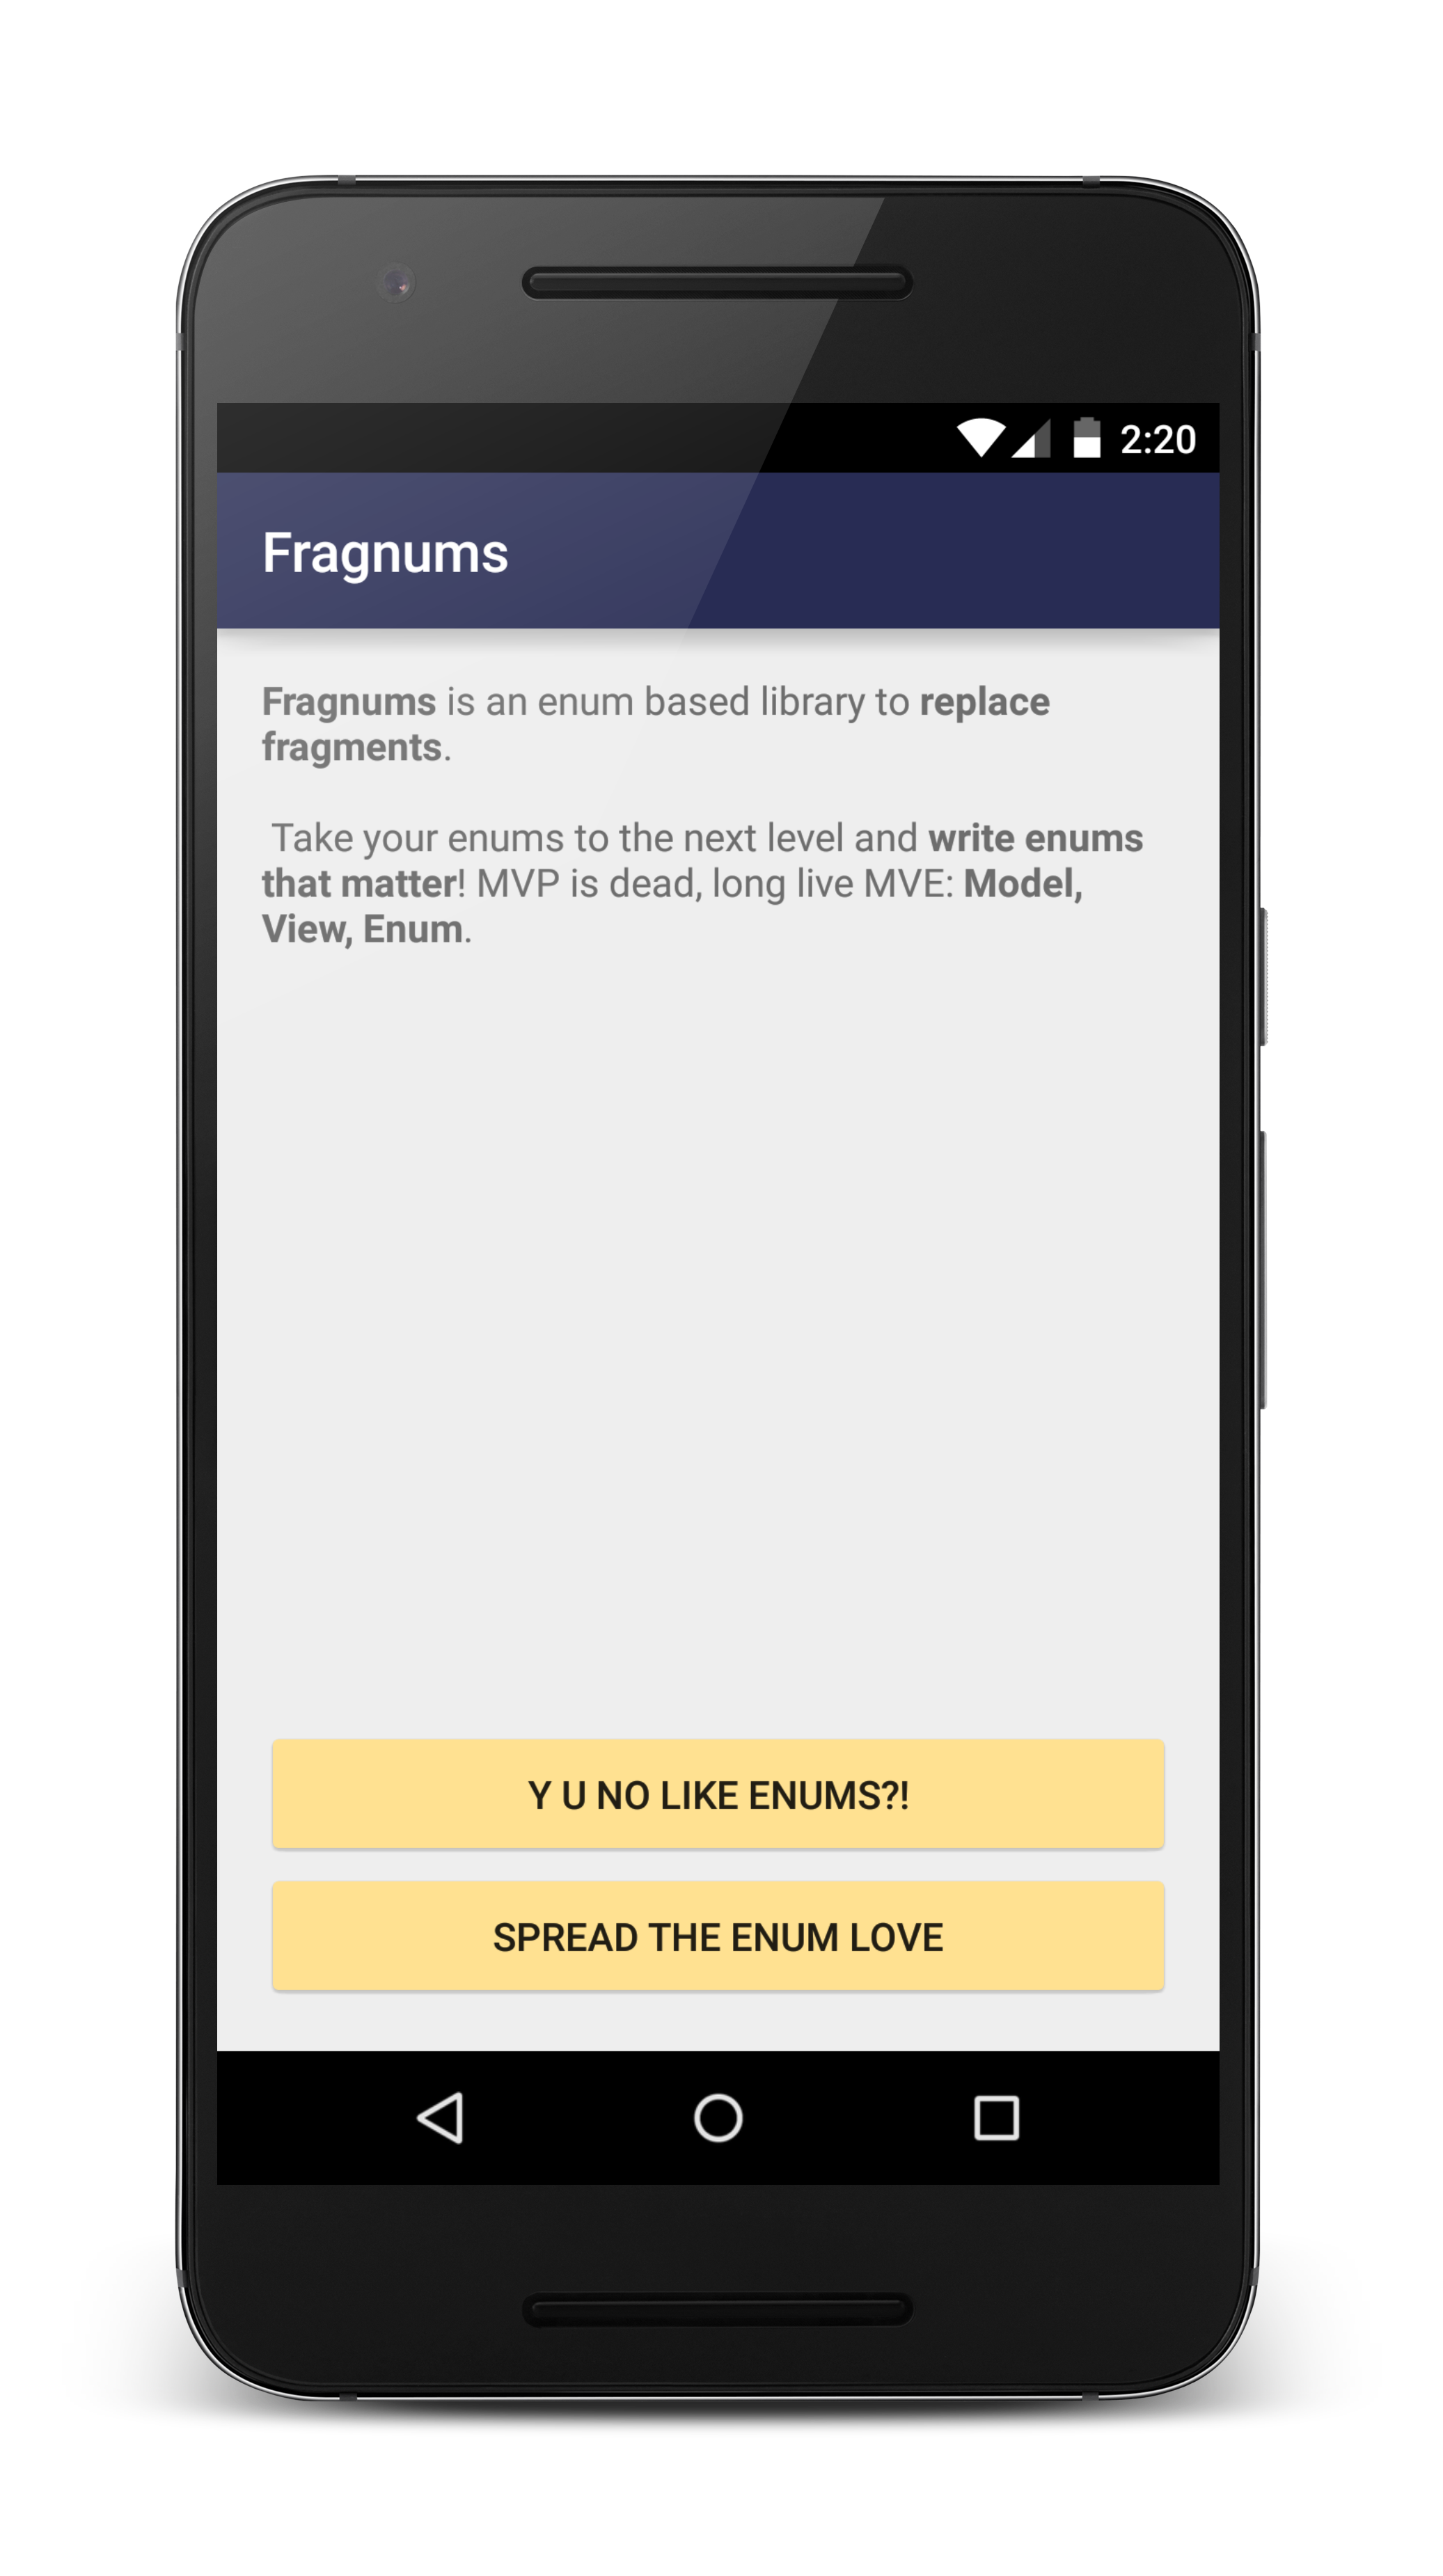 2:20
Fragnums
Fragnums is an enum based library to replace
fragments.
Take your enums to the next level and write enums
that matter! MVP is dead, long live MVE: Model,
View, Enum.
Y U NO LIKE ENUMS?!
SPREAD THE ENUM LOVE